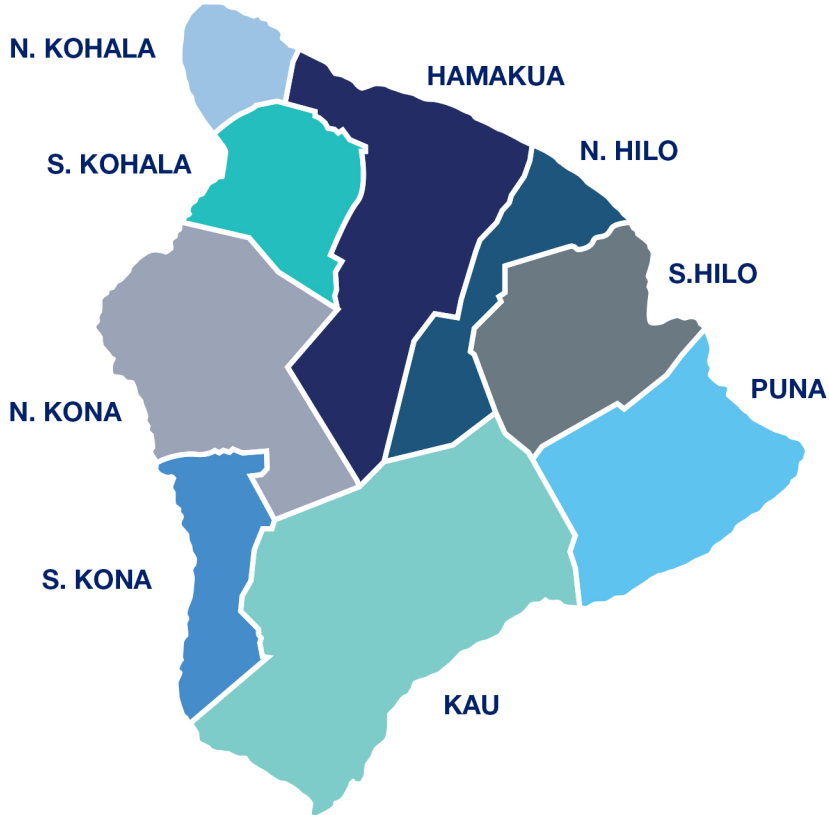 N. KOHALA
HAMAKUA
N. HILO
S. KOHALA
S.HILO
PUNA
N. KONA
S. KONA
KAU